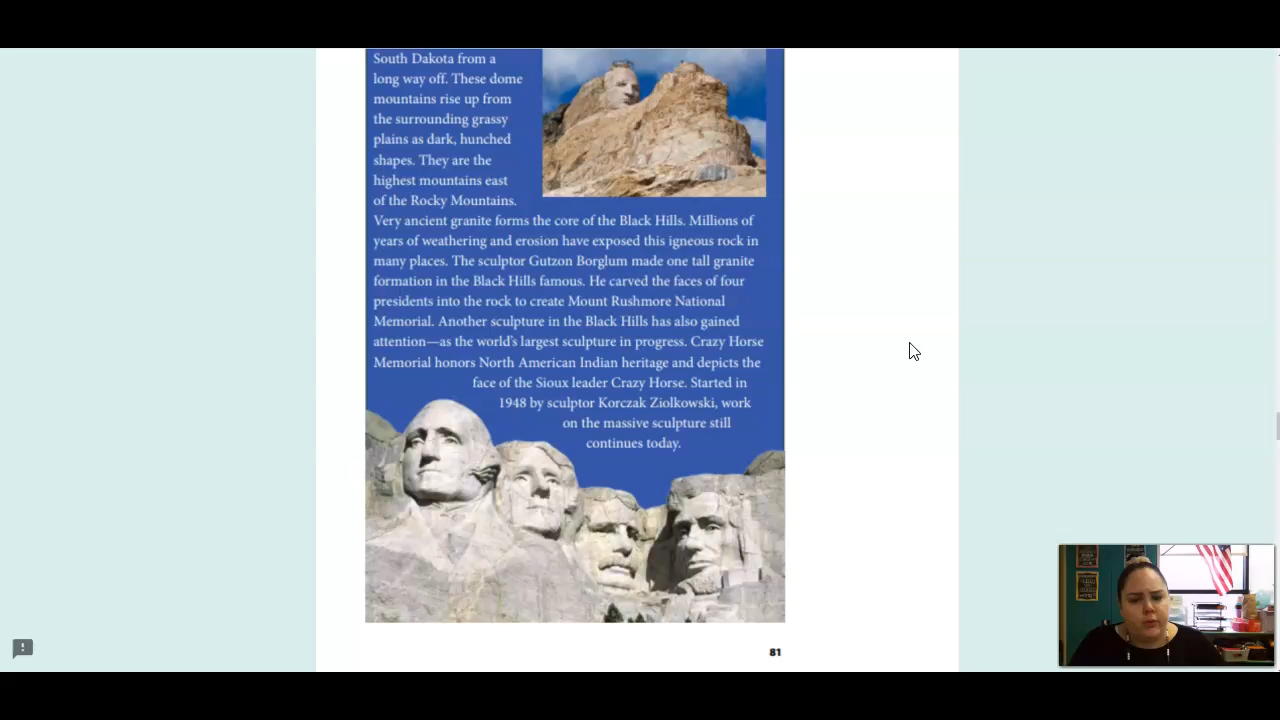 South Dakota from a
long way off. These dome
mountains rise up from
the surrounding grassy
plains as dark, hunched
shapes. They are the
highest mountains east
of the Rocky Mountains.
Very ancient granite forms the core of the Black Hills. Millions of
years of weathering and erosion have exposed this igneous rock in
many places. The sculptor Gutzon Borglum made one tall granite
formation in the Black Hills famous. He carved the faces of four
presidents into the rock to create Mount Rushmore National
Memorial. Another sculpture in the Black Hills has also gained
attention—as the world's largest sculpture in progress. Crazy Horse
Memorial honors North American Indian heritage and depicts the
face of the Sioux leader Crazy Horse. Started in
1948 by sculptor Korczak Ziolkowski, work
on the massive sculpture still
continues today.
81